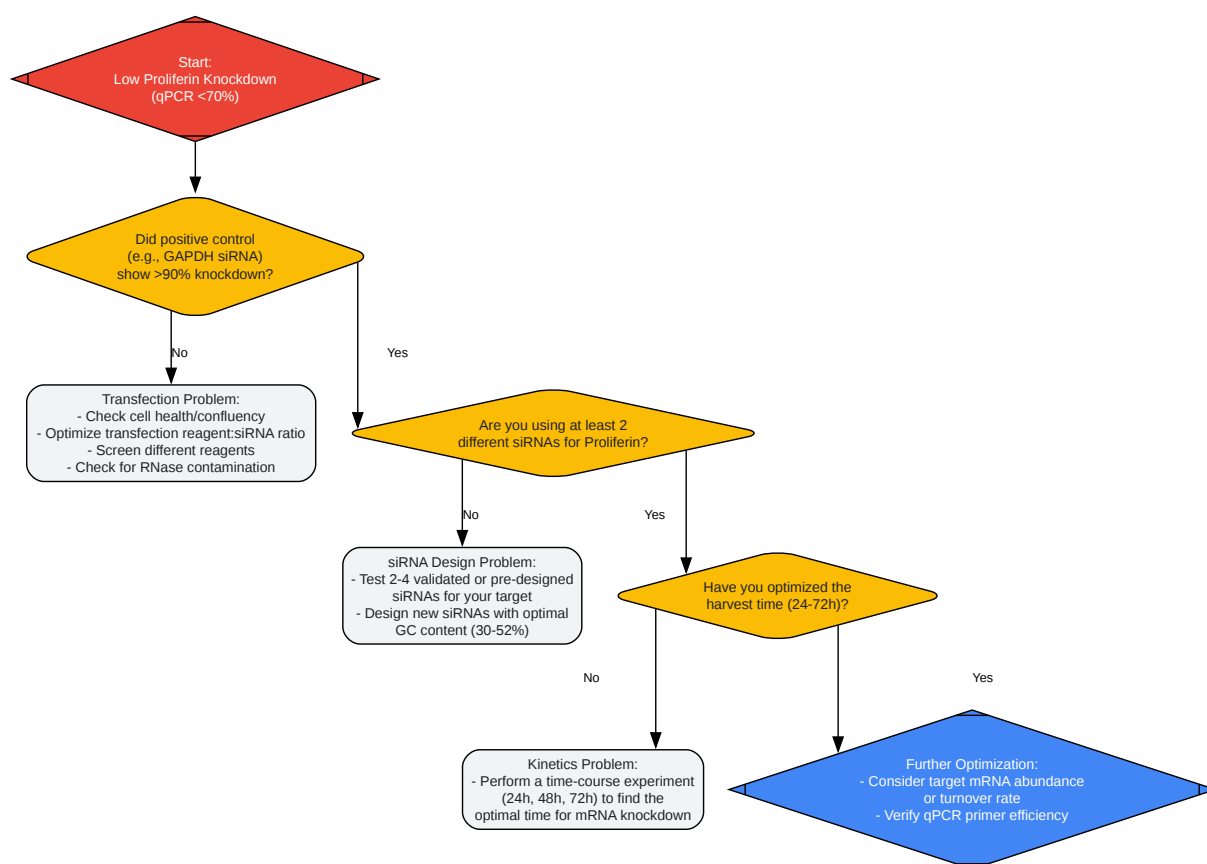 Start:
Low Proliferin Knockdown
(qPCR <70%)
Did positive control
(e.g., GAPDH siRNA)
show >90% knockdown?
No
Yes
Transfection Problem:
- Check cell health/confluency
- Optimize transfection reagent:siRNA ratio
- Screen different reagents
- Check for RNase contamination
Are you using at least 2
different siRNAs for Proliferin?
No
Yes
siRNA Design Problem:
- Test 2-4 validated or pre-designed
siRNAs for your target
- Design new siRNAs with optimal
GC content (30-52%)
Have you optimized the
harvest time (24-72h)?
No
Yes
Kinetics Problem:
- Perform a time-course experiment
(24h, 48h, 72h) to find the
optimal time for mRNA knockdown
Further Optimization:
- Consider target mRNA abundance
or turnover rate
- Verify qPCR primer efficiency